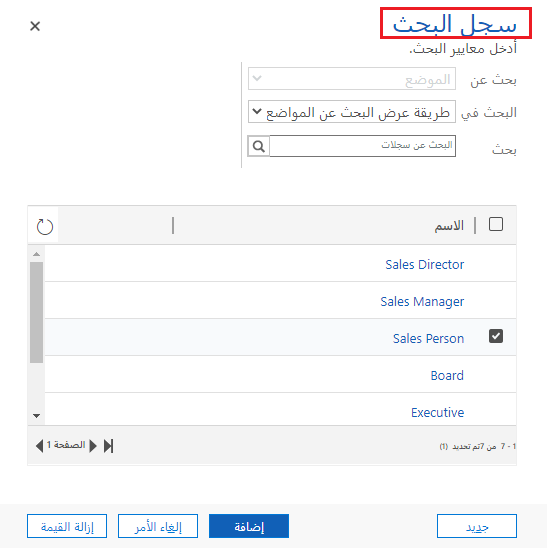 سجل البحث
أدخل معايير البحث.
بحث عن
الموضع
البحث في
طريقة عرض البحث عن المواضع
بحث
البحث عن سجلات
الاسم
Sales Director
Sales Manager
Sales Person
Board
Executive
1 - 7 من 7تم تحديد (1)
الصفحة 1
جديد
إضافة
إلغاء الأمر
إزالة القيمة